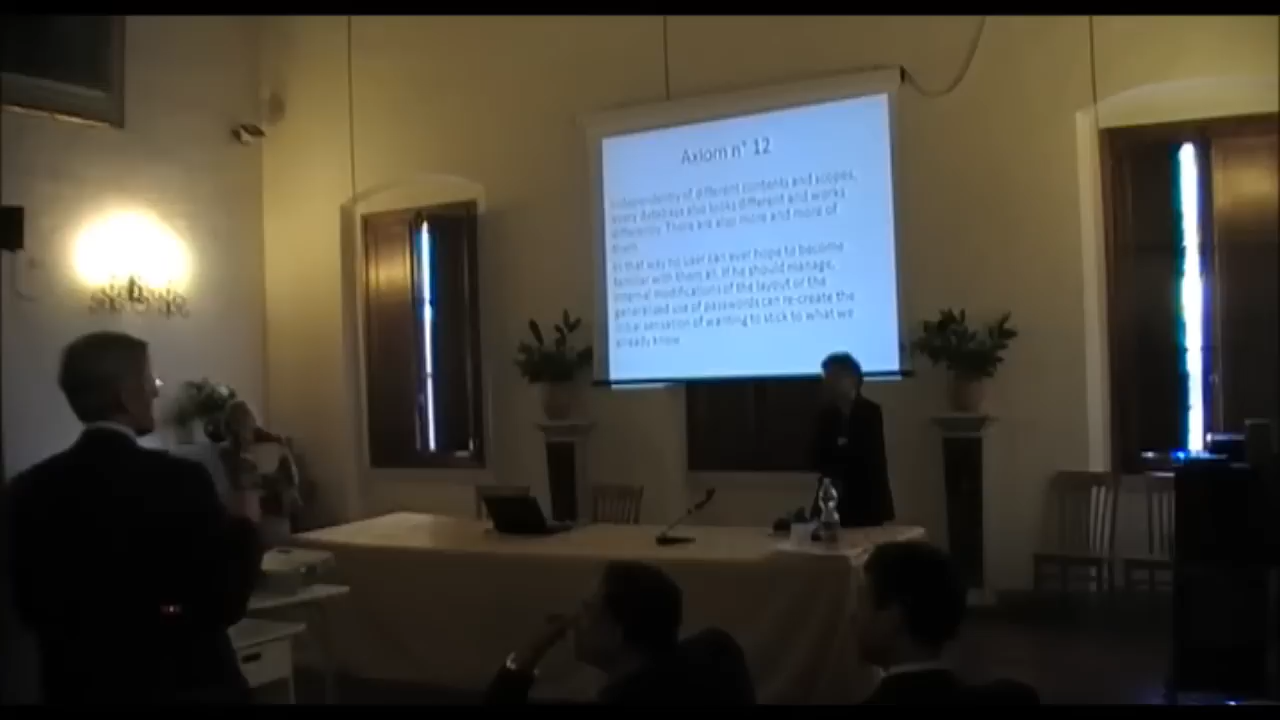 Axiom n° 12
Independently of different contents and scopes,
every database also looks different and works
differently. There are also more and more of
them.
In that way no user can ever hope to become
familiar with them all. If he should manage,
internal modifications of the layout or the
generalized use of passwords can re-create the
initial sensation of wanting to stick to what we
already know.